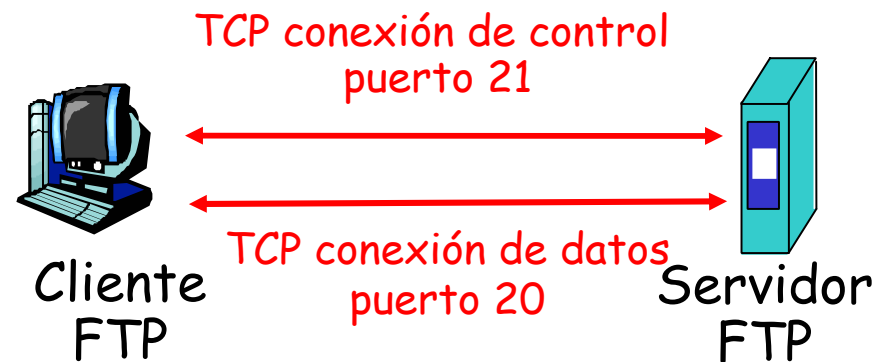 TCP conexión de control
puerto 21
TCP conexión de datos
puerto 20
Cliente
FTP
Servidor
FTP